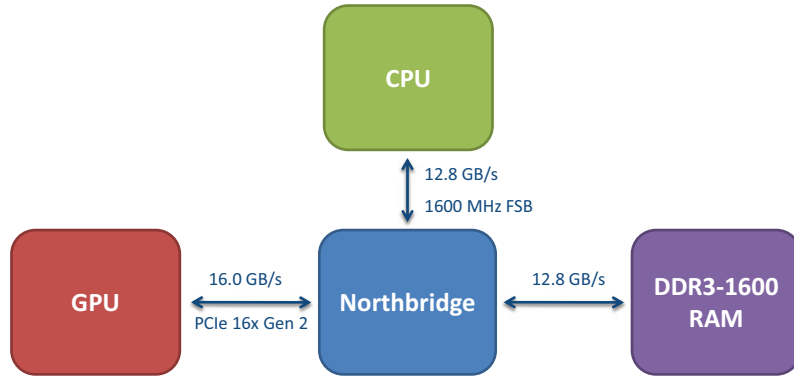 CPU
12.8 GB/s
1600 MHz FSB
GPU
16.0 GB/s
PCIe 16x Gen 2
Northbridge
12.8 GB/s
DDR3-1600
RAM